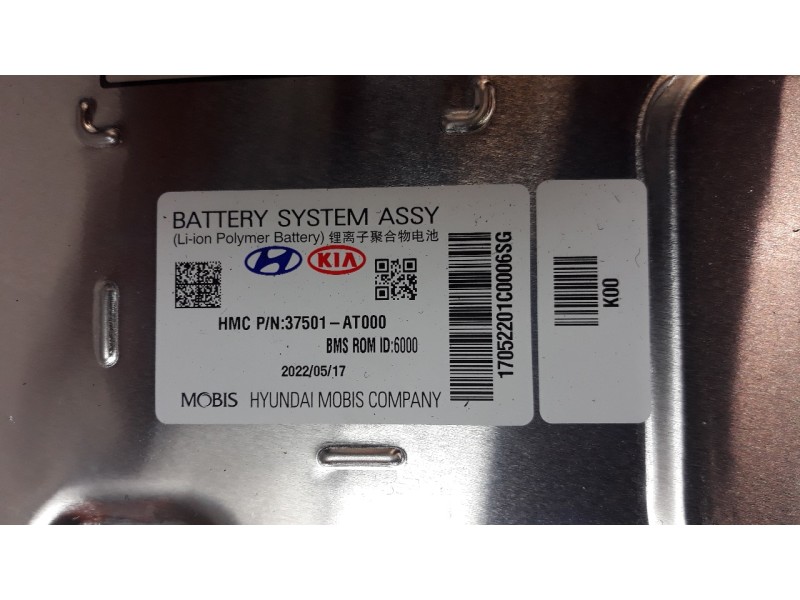 BATTERY SYSTEM ASSY
(Li-ion Polymer Battery) 锂离子聚合物电池
KIA
HMC P/N:37501-AT000
BMS ROM ID:6000
2022/05/17
MOBIS HYUNDAI MOBIS COMPANY
17052201C0006SG
K00